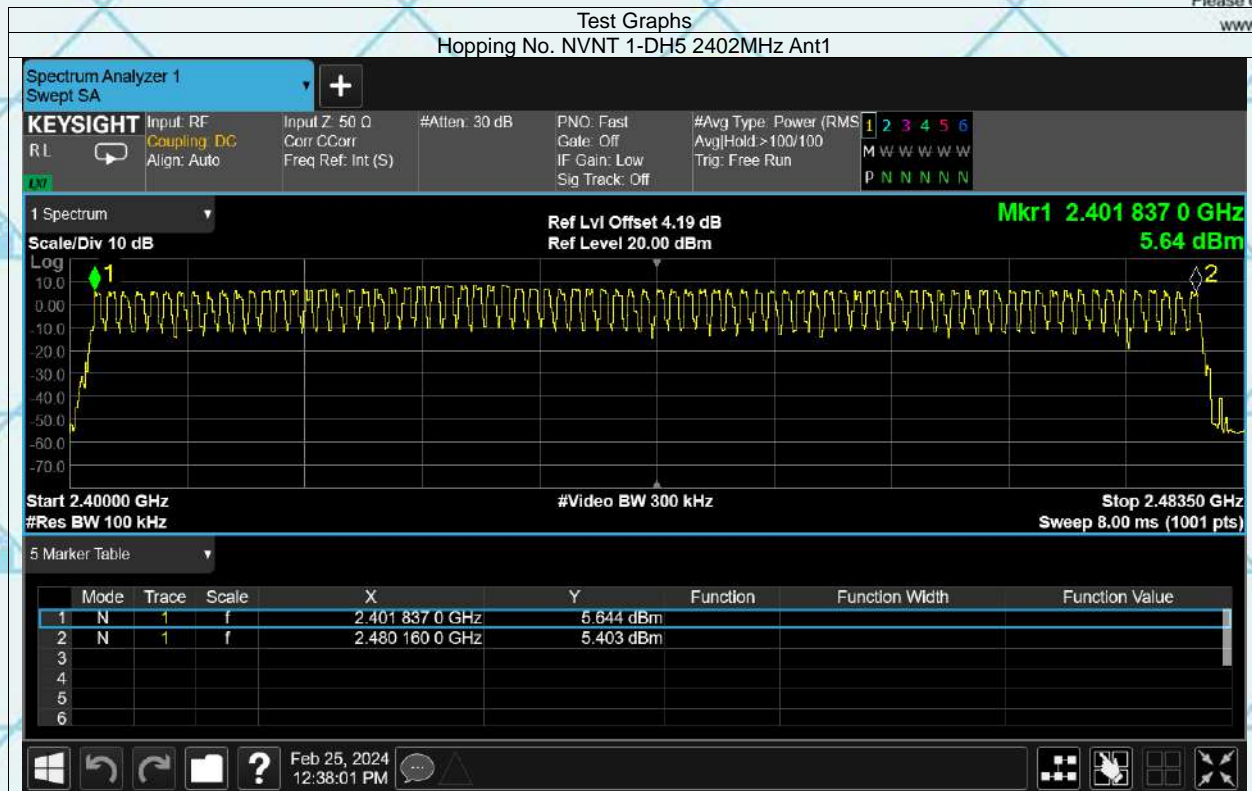 Please
www
Test Graphs
Hopping No. NVNT 1-DH5 2402MHz Ant1
Spectrum Analyzer 1
Swept SA
+
KEYSIGHT
RL
LXI
Input: RF
Coupling: DC
Align: Auto
Input Z: 50 Ω
Corr CCorr
Freq Ref: Int (S)
#Atten: 30 dB
PNO: Fast
Gate: Off
IF Gain: Low
Sig Track: Off
#Avg Type: Power (RMS
Avg|Hold:>100/100
Trig: Free Run
1 2 3 4 5 6
M W W W W W
P N N N N N
1 Spectrum
Scale/Div 10 dB
Ref Lvl Offset 4.19 dB
Ref Level 20.00 dBm
Mkr1 2.401 837 0 GHz
5.64 dBm
Log
10.0
0.00
-10.0
-20.0
-30.0
-40.0
-50.0
-60.0
-70.0
1
2
Start 2.40000 GHz
#Res BW 100 kHz
#Video BW 300 kHz
Stop 2.48350 GHz
Sweep 8.00 ms (1001 pts)
5 Marker Table
Mode Trace Scale X Y Function Function Width Function Value
1 N 1 f 2.401 837 0 GHz 5.644 dBm
2 N 1 f 2.480 160 0 GHz 5.403 dBm
3
4
5
6
?
Feb 25, 2024
12:38:01 PM